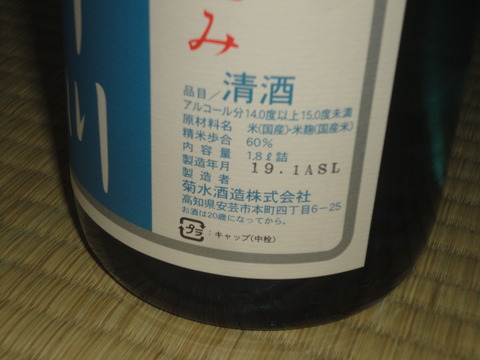 み
い
品目/清酒
アルコール分14.0度以上15.0度未満
原材料名 米(国産)・米麹(国産米)
精米歩合 60%
内容量 1.8ℓ詰
製造年月 19.1ASL
製造者
菊水酒造株式会社
高知県安芸市本町四丁目6-25
お酒は20歳になってから。
プラ :キャップ(中栓)